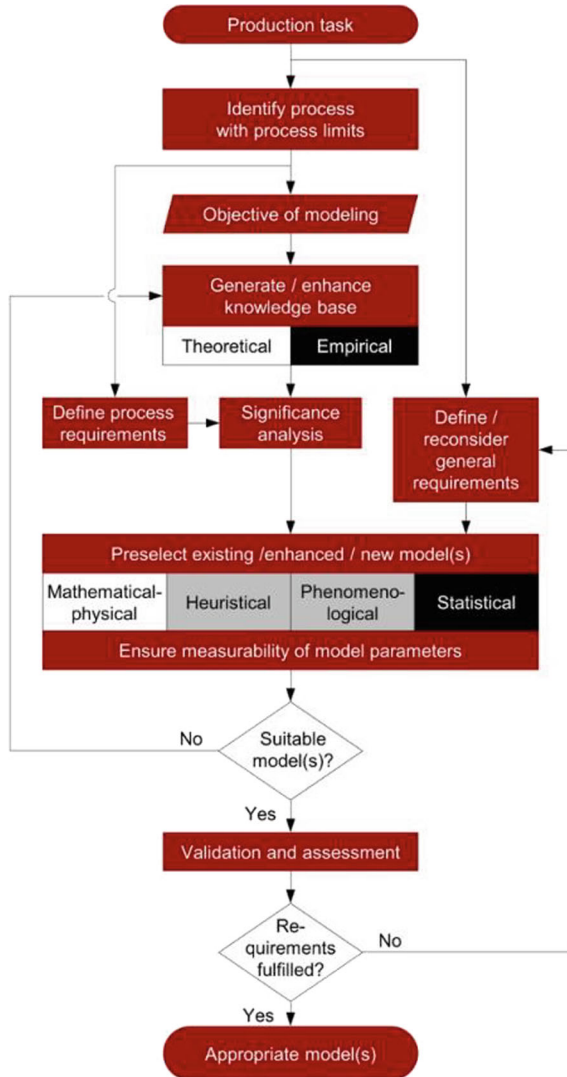 Production task
Identify process
with process limits
Objective of modeling
Generate / enhance
knowledge base
Theoretical
Empirical
Define process
requirements
Significance
analysis
Define /
reconsider
general
requirements
Preselect existing /enhanced / new model(s)
Mathematical-
physical
Heuristical
Phenomeno-
logical
Statistical
Ensure measurability of model parameters
No
Suitable
model(s)?
Yes
Validation and assessment
Re-
quirements
fulfilled?
No
Yes
Appropriate model(s)